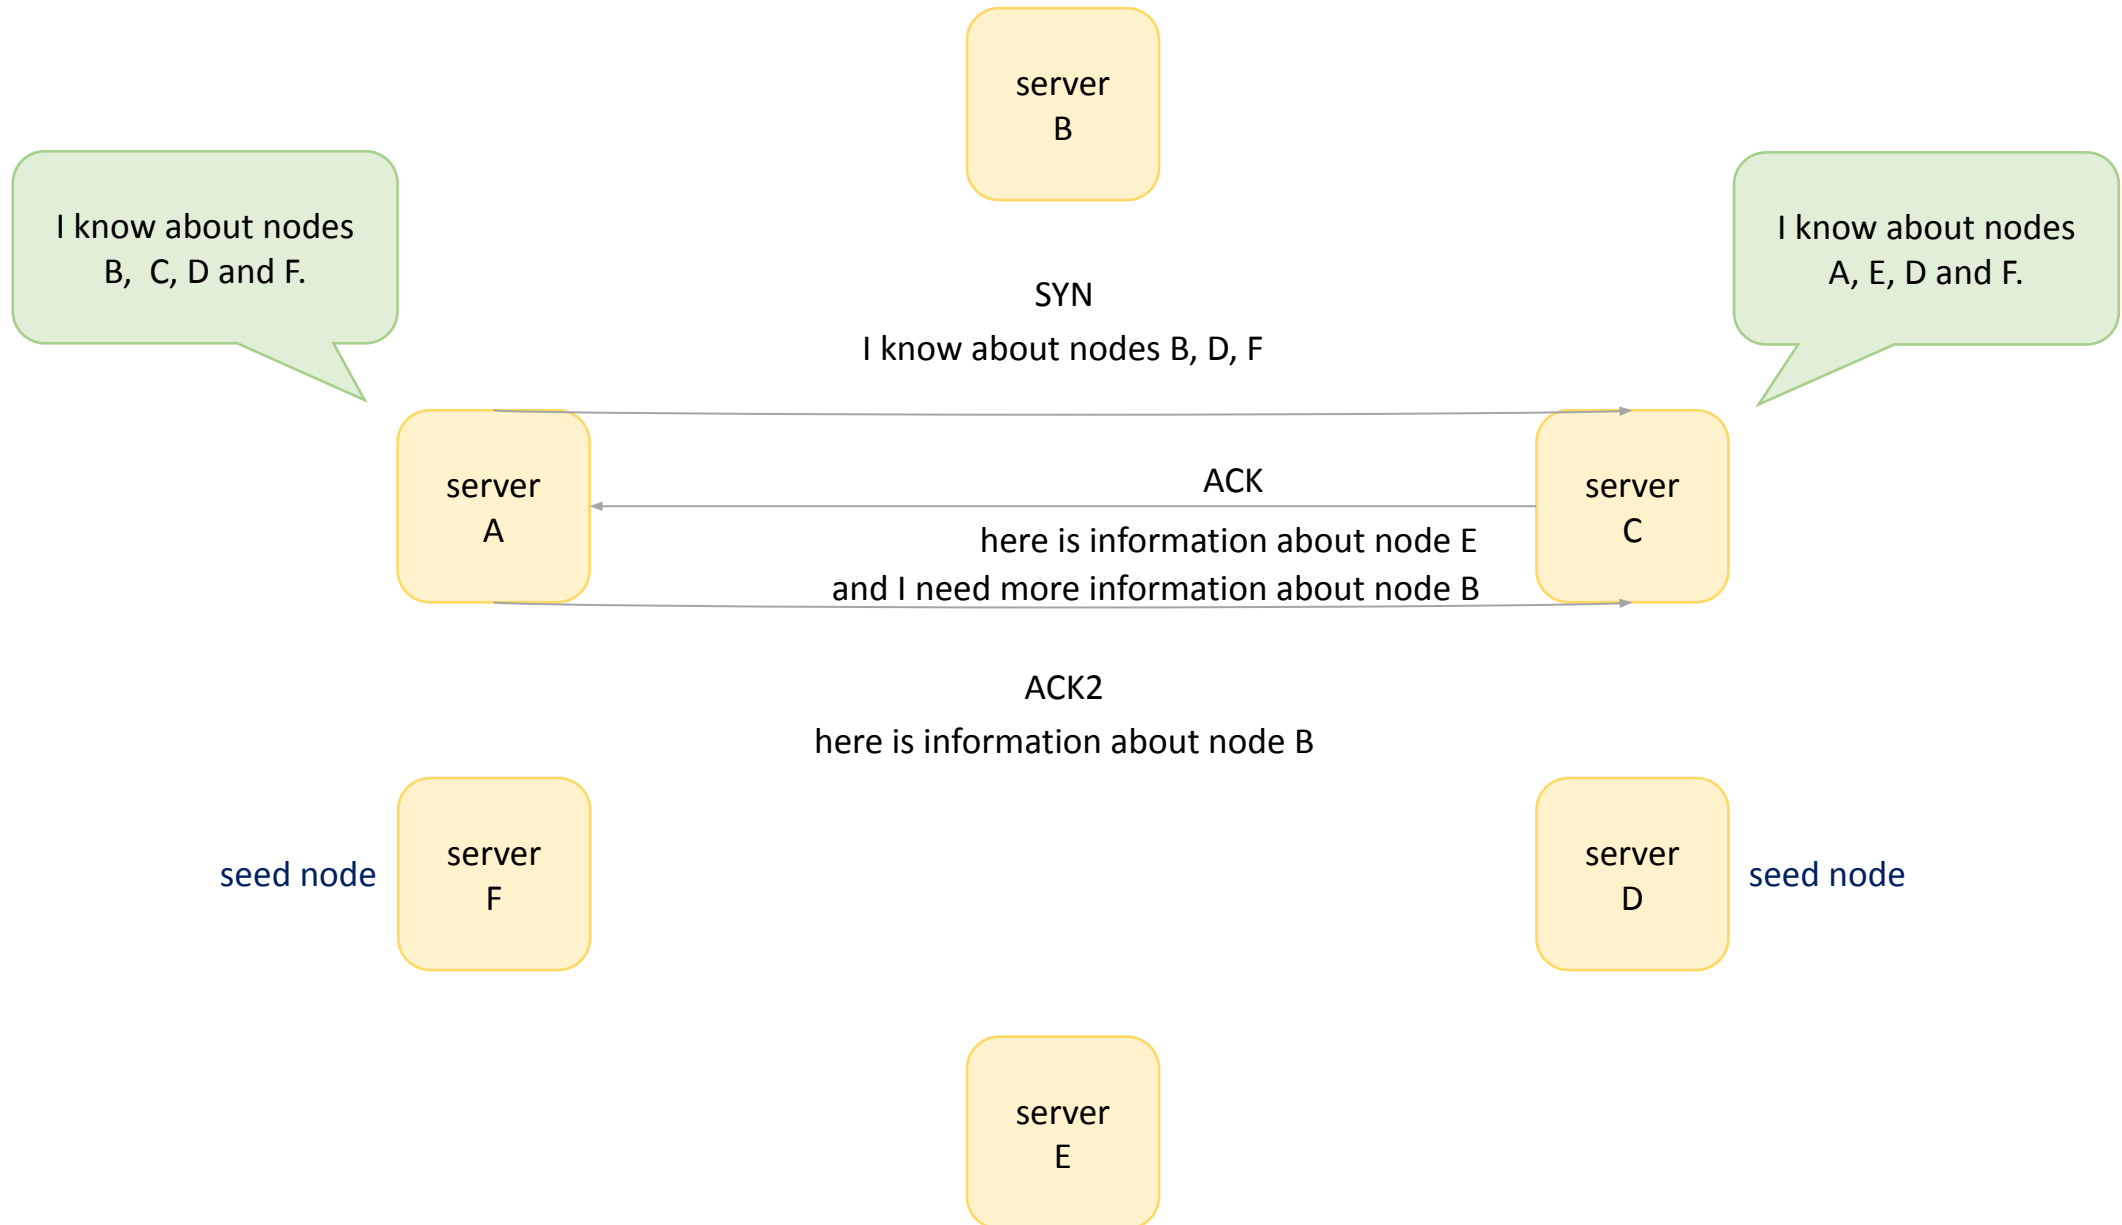 server
B
I know about nodes
B, C, D and F.
I know about nodes
A, E, D and F.
SYN
I know about nodes B, D, F
server
A
ACK
server
C
here is information about node E
and I need more information about node B
ACK2
here is information about node B
seed node
server
F
server
D
seed node
server
E